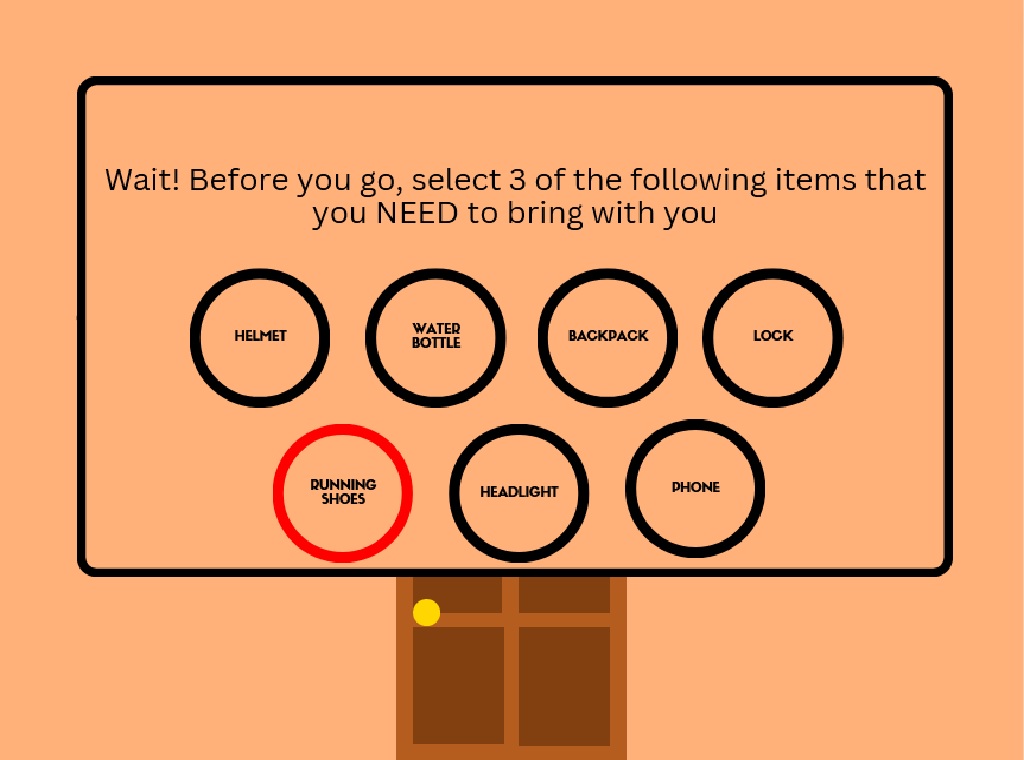 Wait! Before you go, select 3 of the following items that
you NEED to bring with you
HELMET
WATER
BOTTLE
BACKPACK
LOCK
RUNNING
SHOES
HEADLIGHT
PHONE